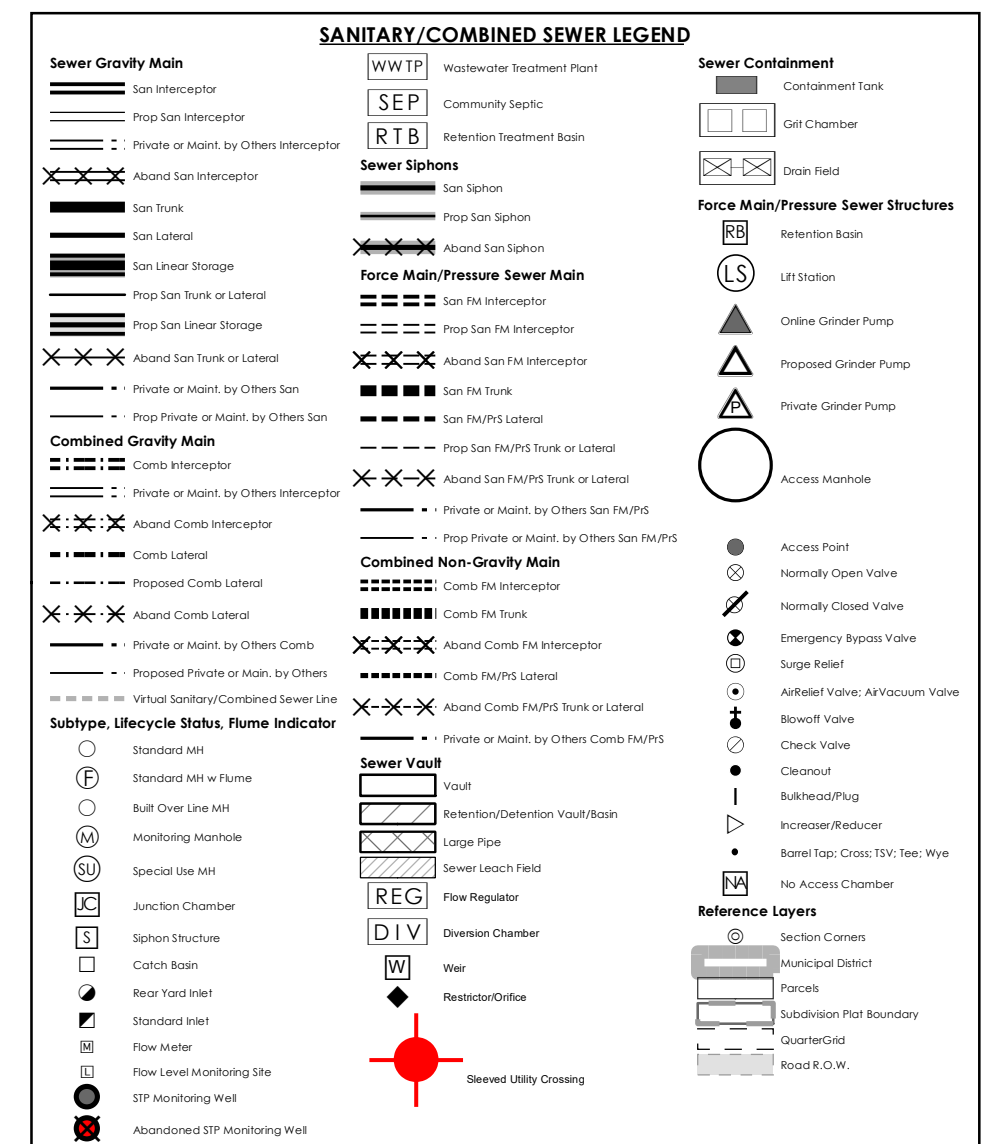 SANITARY/COMBINED SEWER LEGEND
Sewer Gravity Main
San Interceptor
Prop San Interceptor
Private or Maint. by Others Interceptor
Aband San Interceptor
San Trunk
San Lateral
San Linear Storage
Prop San Trunk or Lateral
Prop San Linear Storage
Aband San Trunk or Lateral
Private or Maint. by Others San
Prop Private or Maint. by Others San
Combined Gravity Main
Comb Interceptor
Private or Maint. by Others Interceptor
Aband Comb Interceptor
Comb Lateral
Proposed Comb Lateral
Aband Comb Lateral
Private or Maint. by Others Comb
Proposed Private or Main. by Others
Virtual Sanitary/Combined Sewer Line
Subtype, Lifecycle Status, Flume Indicator
Standard MH
F Standard MH w Flume
Built Over Line MH
M Monitoring Manhole
SU Special Use MH
JC Junction Chamber
S Siphon Structure
Catch Basin
Rear Yard Inlet
Standard Inlet
M Flow Meter
L Flow Level Monitoring Site
STP Monitoring Well
Abandoned STP Monitoring Well
WWTP Wastewater Treatment Plant
SEP Community Septic
RTB Retention Treatment Basin
Sewer Siphons
San Siphon
Prop San Siphon
Aband San Siphon
Force Main/Pressure Sewer Main
San FM Interceptor
Prop San FM Interceptor
Aband San FM Interceptor
San FM Trunk
San FM/PrS Lateral
Prop San FM/PrS Trunk or Lateral
Aband San FM/PrS Trunk or Lateral
Private or Maint. by Others San FM/PrS
Prop Private or Maint. by Others San FM/PrS
Combined Non-Gravity Main
Comb FM Interceptor
Comb FM Trunk
Aband Comb FM Interceptor
Comb FM/PrS Lateral
Aband Comb FM/PrS Trunk or Lateral
Private or Maint. by Others Comb FM/PrS
Sewer Vault
Vault
Retention/Detention Vault/Basin
Large Pipe
Sewer Leach Field
REG Flow Regulator
DIV Diversion Chamber
W Weir
Restrictor/Orifice
Sleeved Utility Crossing
Sewer Containment
Containment Tank
Grit Chamber
Drain Field
Force Main/Pressure Sewer Structures
RB Retention Basin
LS Lift Station
Online Grinder Pump
Proposed Grinder Pump
P Private Grinder Pump
Access Manhole
Access Point
Normally Open Valve
Normally Closed Valve
Emergency Bypass Valve
Surge Relief
AirRelief Valve; AirVacuum Valve
Blowoff Valve
Check Valve
Cleanout
Bulkhead/Plug
Increaser/Reducer
Barrel Tap; Cross; TSV; Tee; Wye
NA No Access Chamber
Reference Layers
Section Corners
Municipal District
Parcels
Subdivision Plat Boundary
QuarterGrid
Road R.O.W.